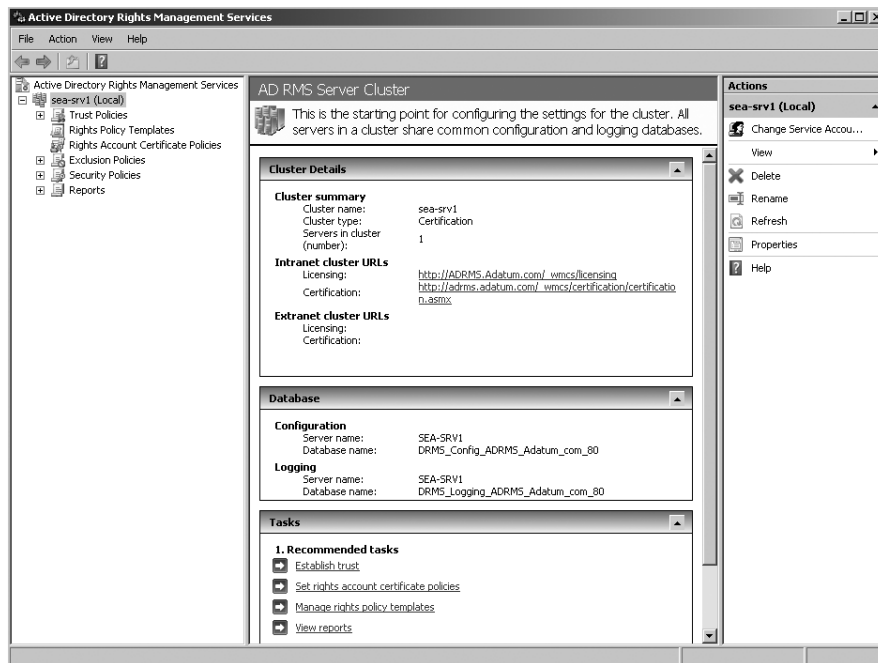 Active Directory Rights Management Services
File Action View Help
Active Directory Rights Management Services
sea-srv1 (Local)
Trust Policies
Rights Policy Templates
Rights Account Certificate Policies
Exclusion Policies
Security Policies
Reports
AD RMS Server Cluster
This is the starting point for configuring the settings for the cluster. All
servers in a cluster share common configuration and logging databases.
Cluster Details
Cluster summary
Cluster name: sea-srv1
Cluster type: Certification
Servers in cluster
(number): 1
Intranet cluster URLs
Licensing: http://ADRMS.Adatum.com/_wmcs/licensing
Certification: http://adrms.adatum.com/_wmcs/certification/certificatio
n.asmx
Extranet cluster URLs
Licensing:
Certification:
Database
Configuration
Server name: SEA-SRV1
Database name: DRMS_Config_ADRMS_Adatum_com_80
Logging
Server name: SEA-SRV1
Database name: DRMS_Logging_ADRMS_Adatum_com_80
Tasks
1. Recommended tasks
Establish trust
Set rights account certificate policies
Manage rights policy templates
View reports
Actions
sea-srv1 (Local)
Change Service Accou...
View
Delete
Rename
Refresh
Properties
Help